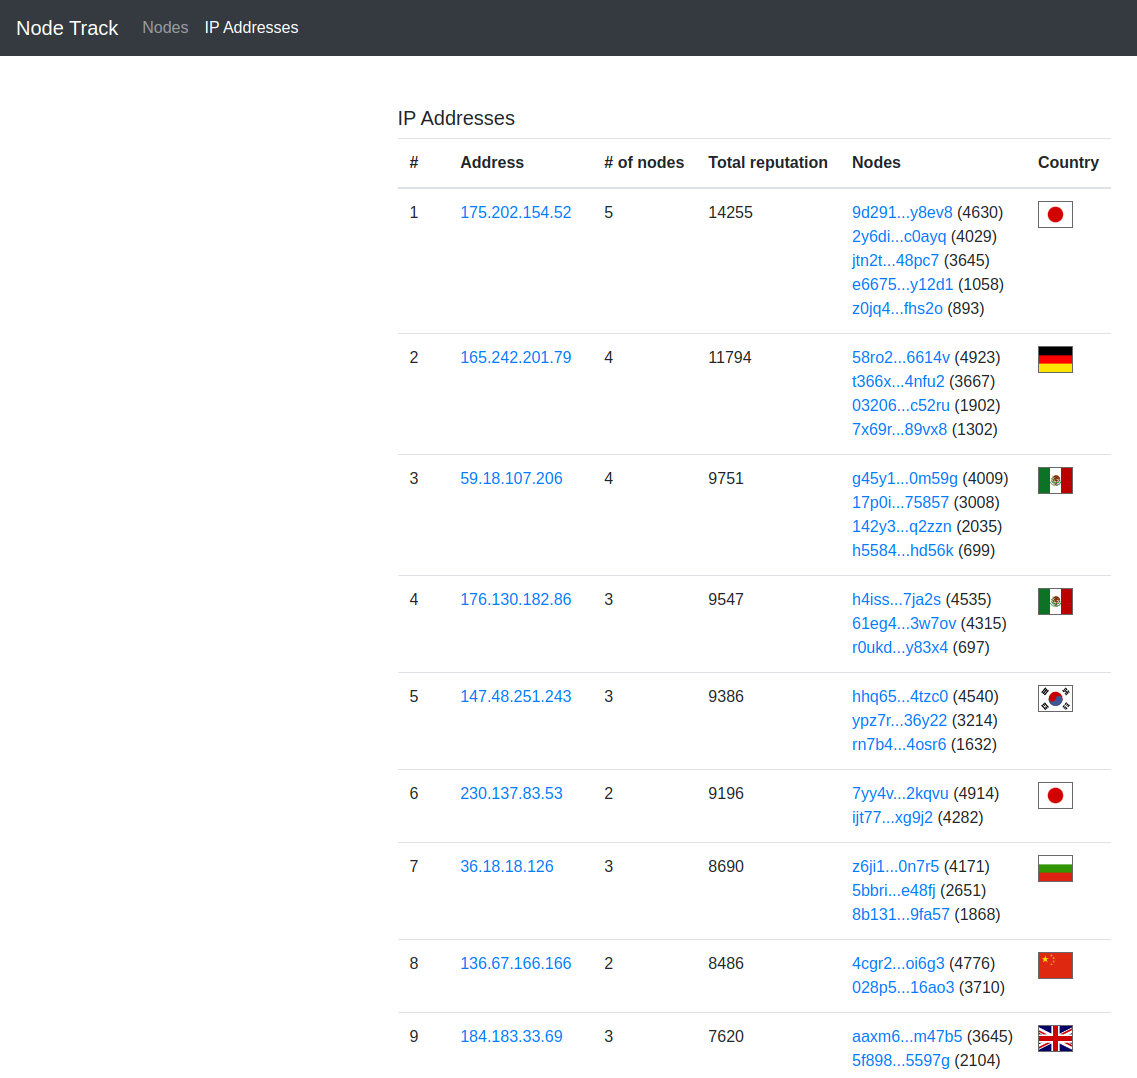 Node Track Nodes IP Addresses
IP Addresses
# Address # of nodes Total reputation Nodes Country
1 175.202.154.52 5 14255 9d291...y8ev8 (4630)
2y6di...c0ayq (4029)
jtn2t...48pc7 (3645)
e6675...y12d1 (1058)
z0jq4...fhs2o (893)
2 165.242.201.79 4 11794 58ro2...6614v (4923)
t366x...4nfu2 (3667)
03206...c52ru (1902)
7x69r...89vx8 (1302)
3 59.18.107.206 4 9751 g45y1...0m59g (4009)
17p0i...75857 (3008)
142y3...q2zzn (2035)
h5584...hd56k (699)
4 176.130.182.86 3 9547 h4iss...7ja2s (4535)
61eg4...3w7ov (4315)
r0ukd...y83x4 (697)
5 147.48.251.243 3 9386 hhq65...4tzc0 (4540)
ypz7r...36y22 (3214)
rn7b4...4osr6 (1632)
6 230.137.83.53 2 9196 7yy4v...2kqvu (4914)
ijt77...xg9j2 (4282)
7 36.18.18.126 3 8690 z6ji1...0n7r5 (4171)
5bbri...e48fj (2651)
8b131...9fa57 (1868)
8 136.67.166.166 2 8486 4cgr2...oi6g3 (4776)
028p5...16ao3 (3710)
9 184.183.33.69 3 7620 aaxm6...m47b5 (3645)
5f898...5597g (2104)